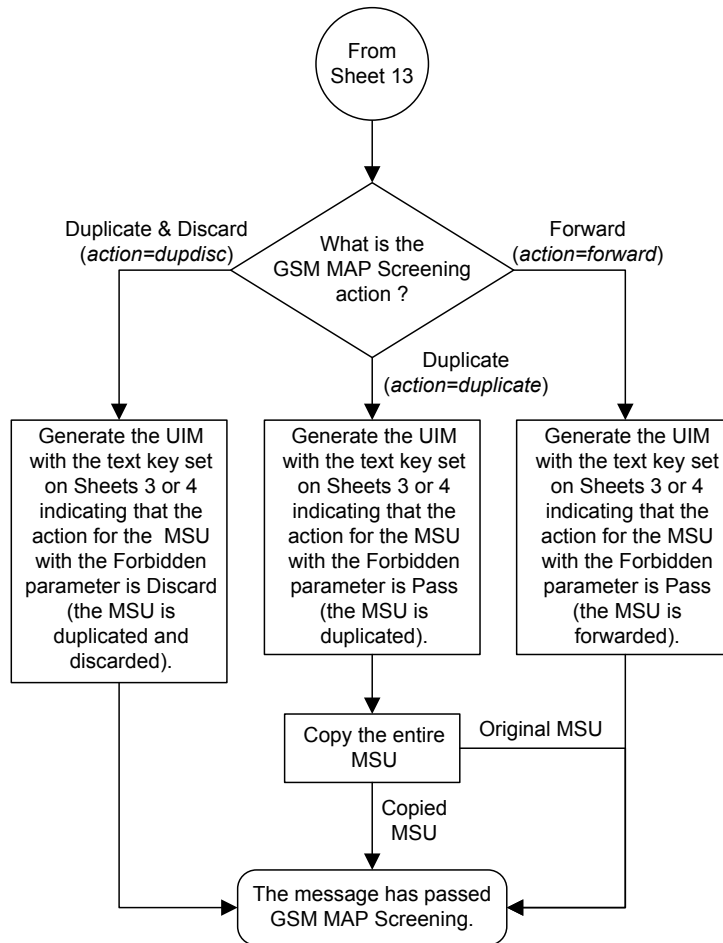 From
Sheet 13
What is the
GSM MAP Screening
action ?
Duplicate & Discard
(action=dupdisc)
Forward
(action=forward)
Duplicate
(action=duplicate)
Generate the UIM
with the text key set
on Sheets 3 or 4
indicating that the
action for the MSU
with the Forbidden
parameter is Discard
(the MSU is
duplicated and
discarded).
Generate the UIM
with the text key set
on Sheets 3 or 4
indicating that the
action for the MSU
with the Forbidden
parameter is Pass
(the MSU is
duplicated).
Generate the UIM
with the text key set
on Sheets 3 or 4
indicating that the
action for the MSU
with the Forbidden
parameter is Pass
(the MSU is
forwarded).
Copy the entire
MSU
Original MSU
Copied
MSU
The message has passed
GSM MAP Screening.